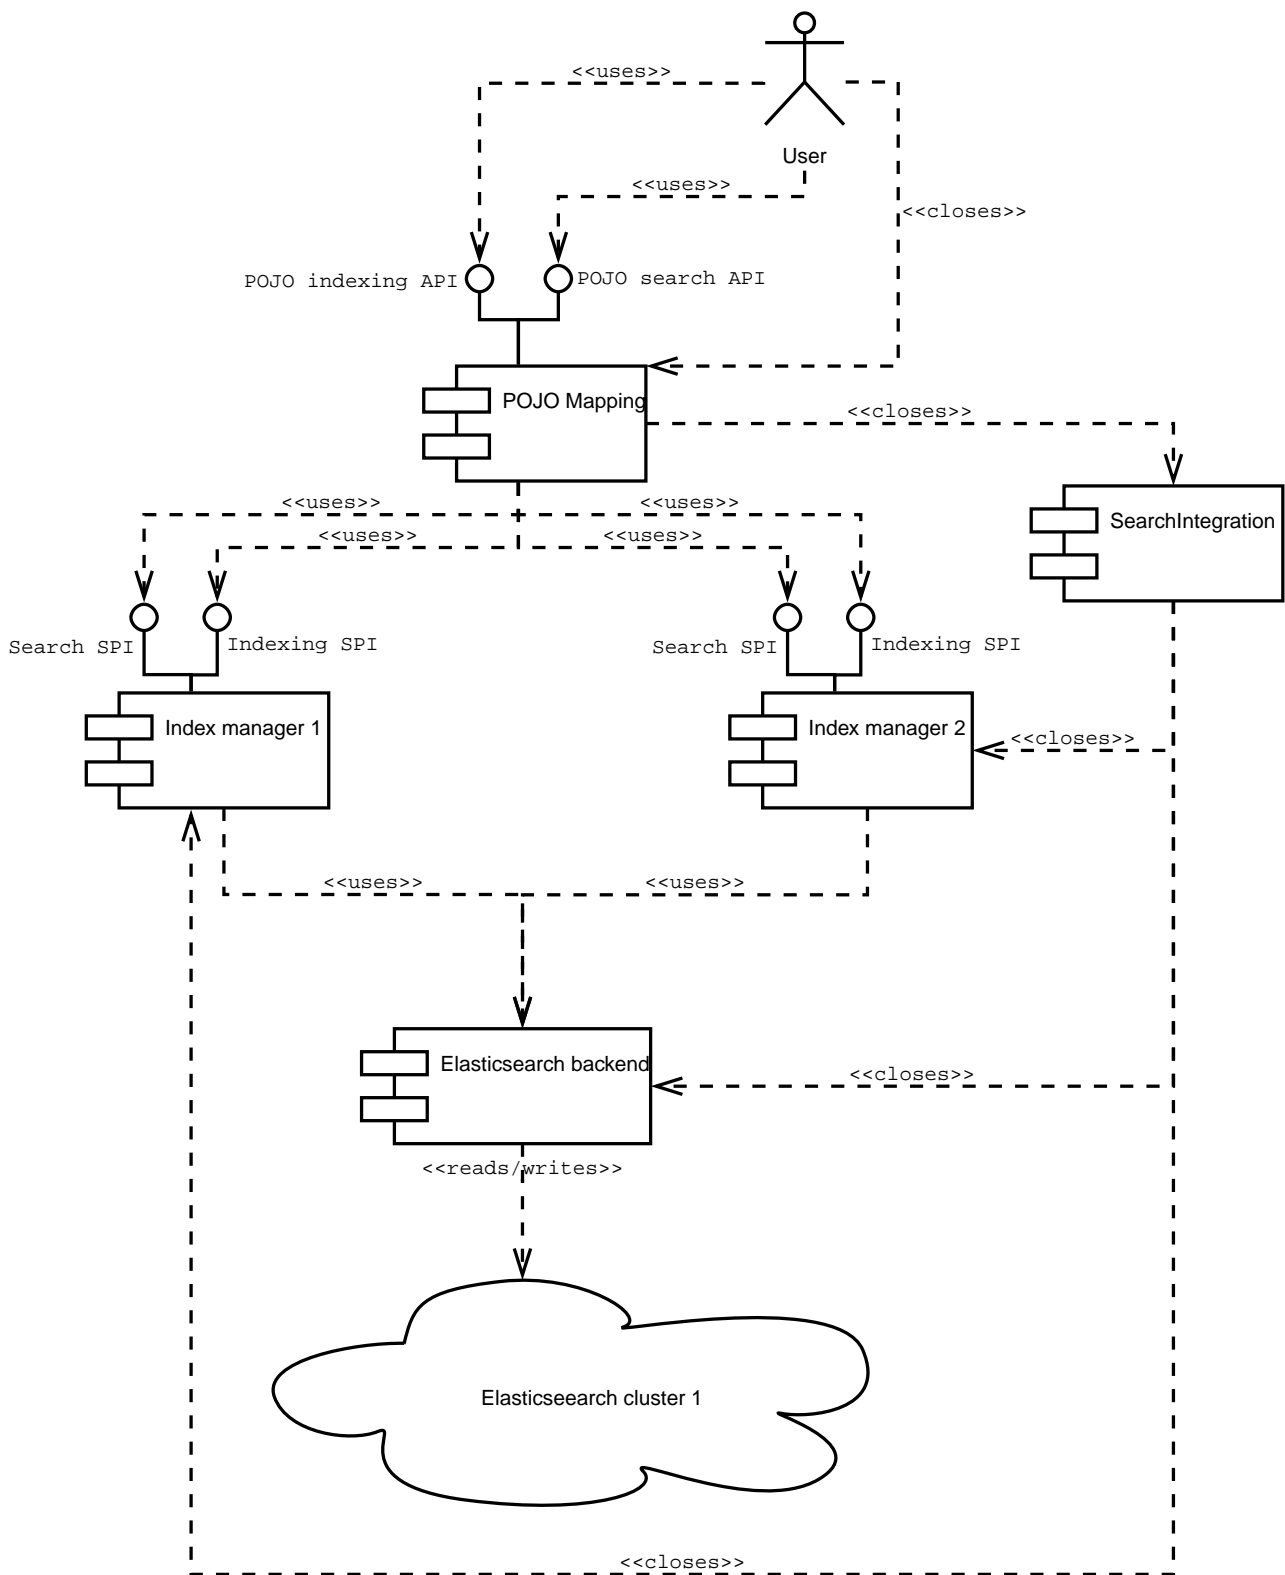 <<uses>>
User
<<uses>>
<<closes>>
POJO indexing API
POJO search API
POJO Mapping
<<closes>>
<<uses>>
<<uses>>
SearchIntegration
<<uses>>
<<uses>>
Search SPI
Indexing SPI
Search SPI
Indexing SPI
Index manager 1
Index manager 2
<<closes>>
<<uses>>
<<uses>>
Elasticsearch backend
<<closes>>
<<reads/writes>>
Elasticseearch cluster 1
<<closes>>